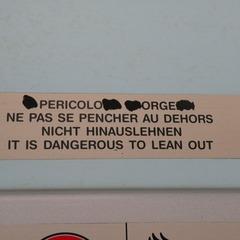 PERICOLO ORGE
NE PAS SE PENCHER AU DEHORS
NICHT HINAUSLEHNEN
IT IS DANGEROUS TO LEAN OUT